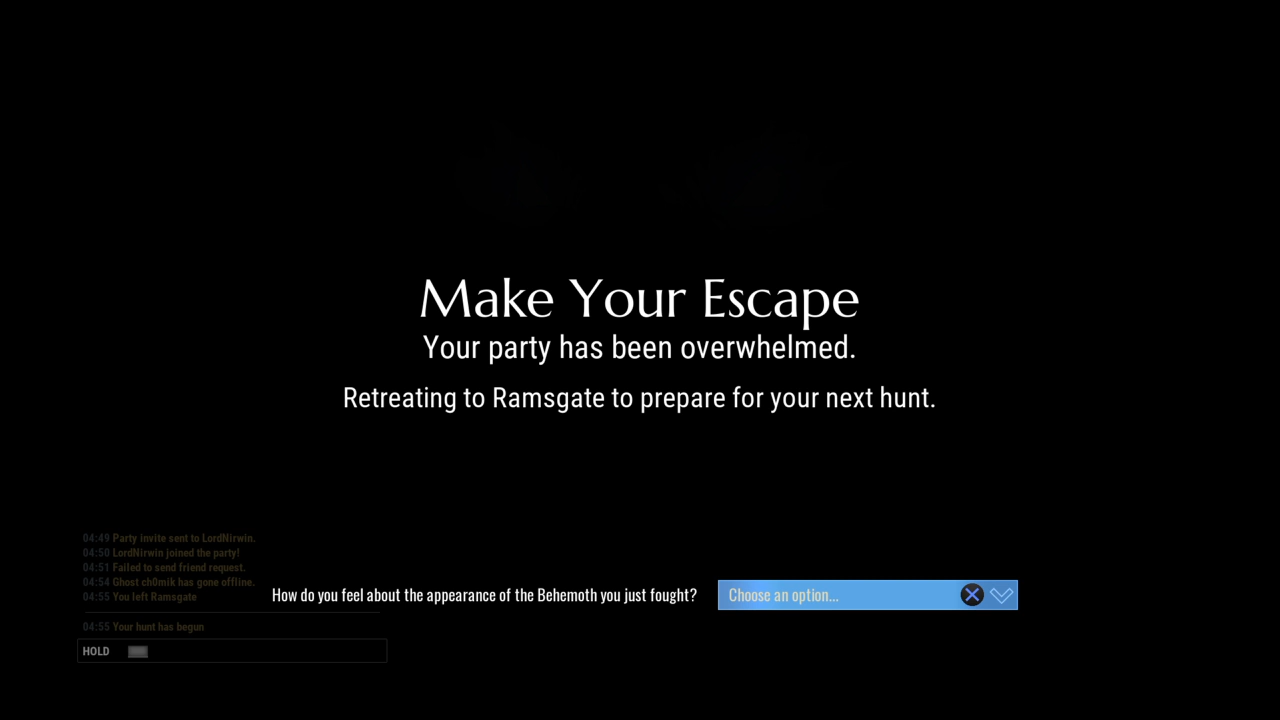 Make Your Escape
Your party has been overwhelmed.
Retreating to Ramsgate to prepare for your next hunt.
04:49 Party invite sent to LordNirwin.
04:50 LordNirwin joined the party!
04:51 Failed to send friend request.
04:54 Ghost ch0mik has gone offline.
04:55 You left Ramsgate
How do you feel about the appearance of the Behemoth you just fought? Choose an option...
04:55 Your hunt has begun
HOLD